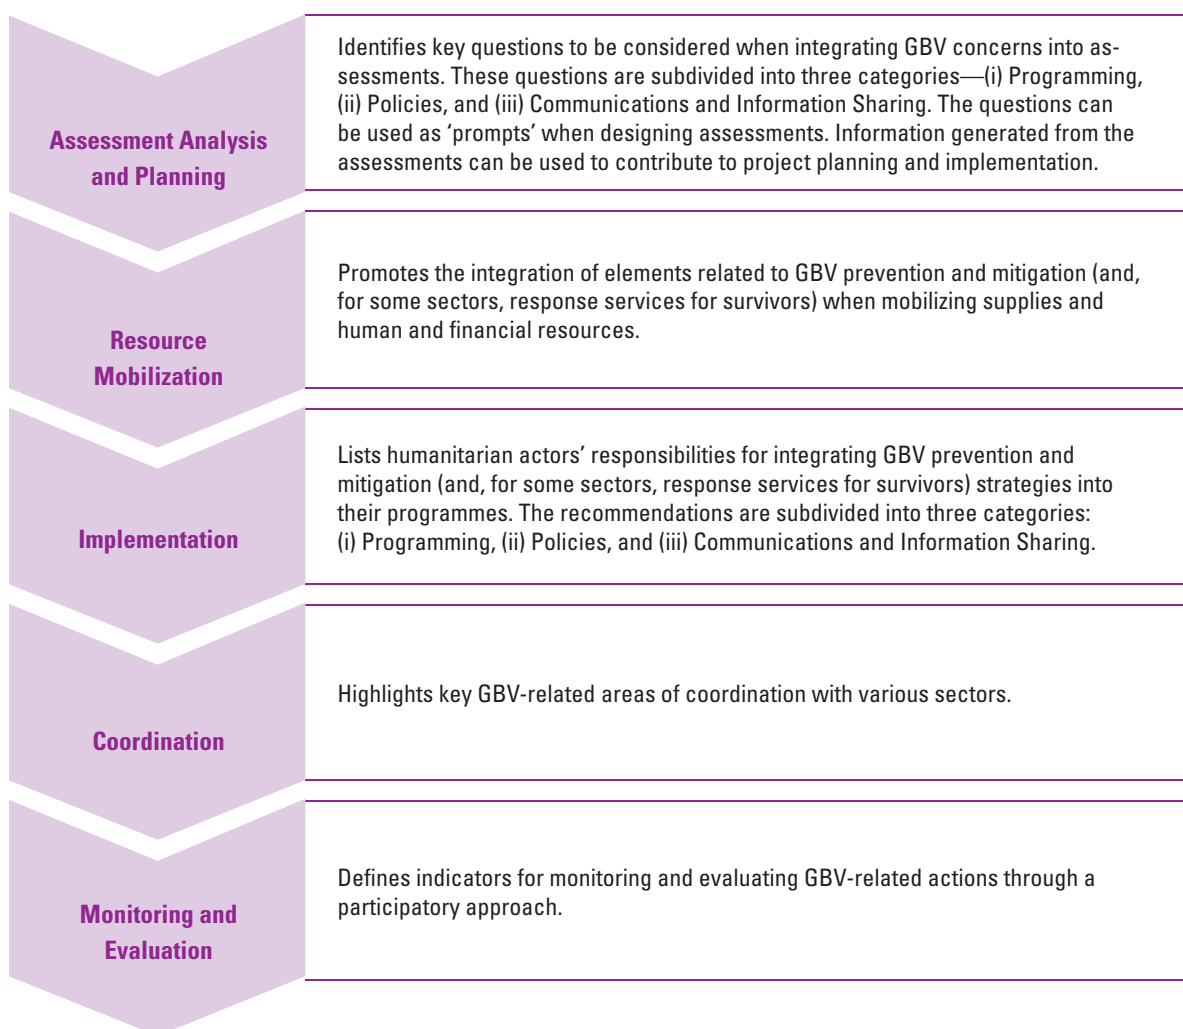 Assessment Analysis
and Planning
Identifies key questions to be considered when integrating GBV concerns into as-
sessments. These questions are subdivided into three categories—(i) Programming,
(ii) Policies, and (iii) Communications and Information Sharing. The questions can
be used as ‘prompts’ when designing assessments. Information generated from the
assessments can be used to contribute to project planning and implementation.
Resource
Mobilization
Promotes the integration of elements related to GBV prevention and mitigation (and,
for some sectors, response services for survivors) when mobilizing supplies and
human and financial resources.
Implementation
Lists humanitarian actors’ responsibilities for integrating GBV prevention and
mitigation (and, for some sectors, response services for survivors) strategies into
their programmes. The recommendations are subdivided into three categories:
(i) Programming, (ii) Policies, and (iii) Communications and Information Sharing.
Coordination
Highlights key GBV-related areas of coordination with various sectors.
Monitoring and
Evaluation
Defines indicators for monitoring and evaluating GBV-related actions through a
participatory approach.